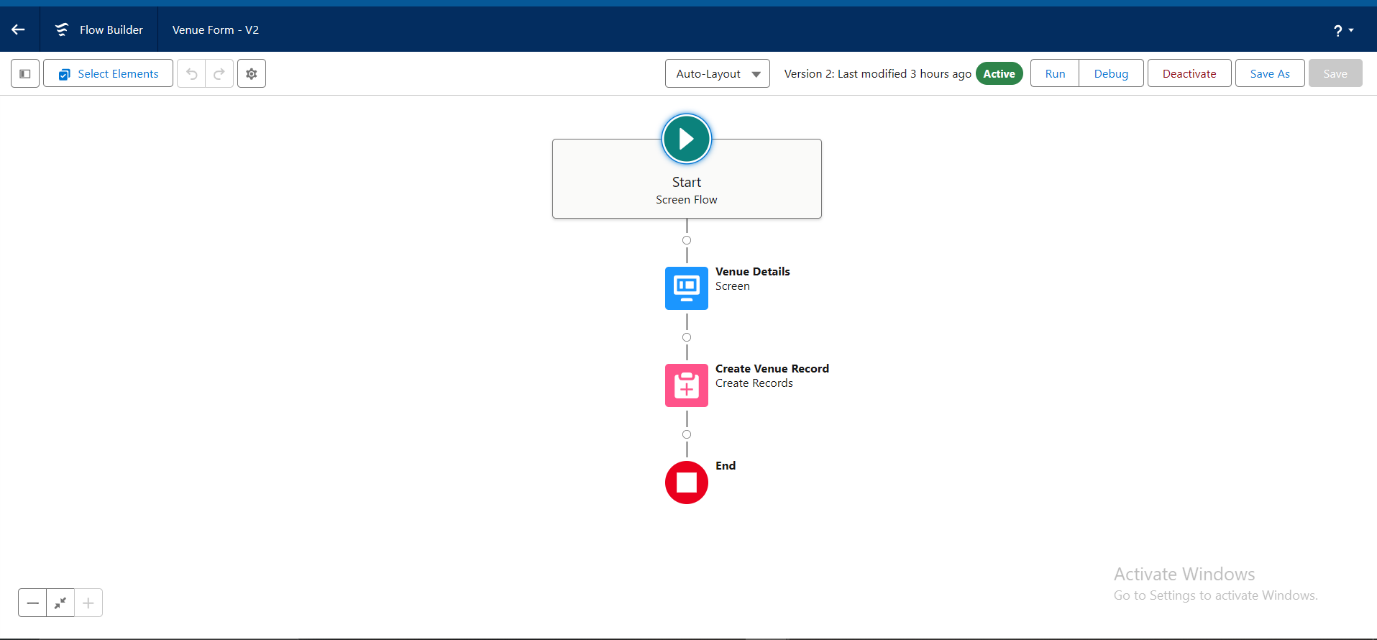 Flow Builder
Venue Form - V2
?
Select Elements
Auto-Layout
Version 2: Last modified 3 hours ago
Active
Run
Debug
Deactivate
Save As
Save
Start
Screen Flow
Venue Details
Screen
Create Venue Record
Create Records
End
Activate Windows
Go to Settings to activate Windows.